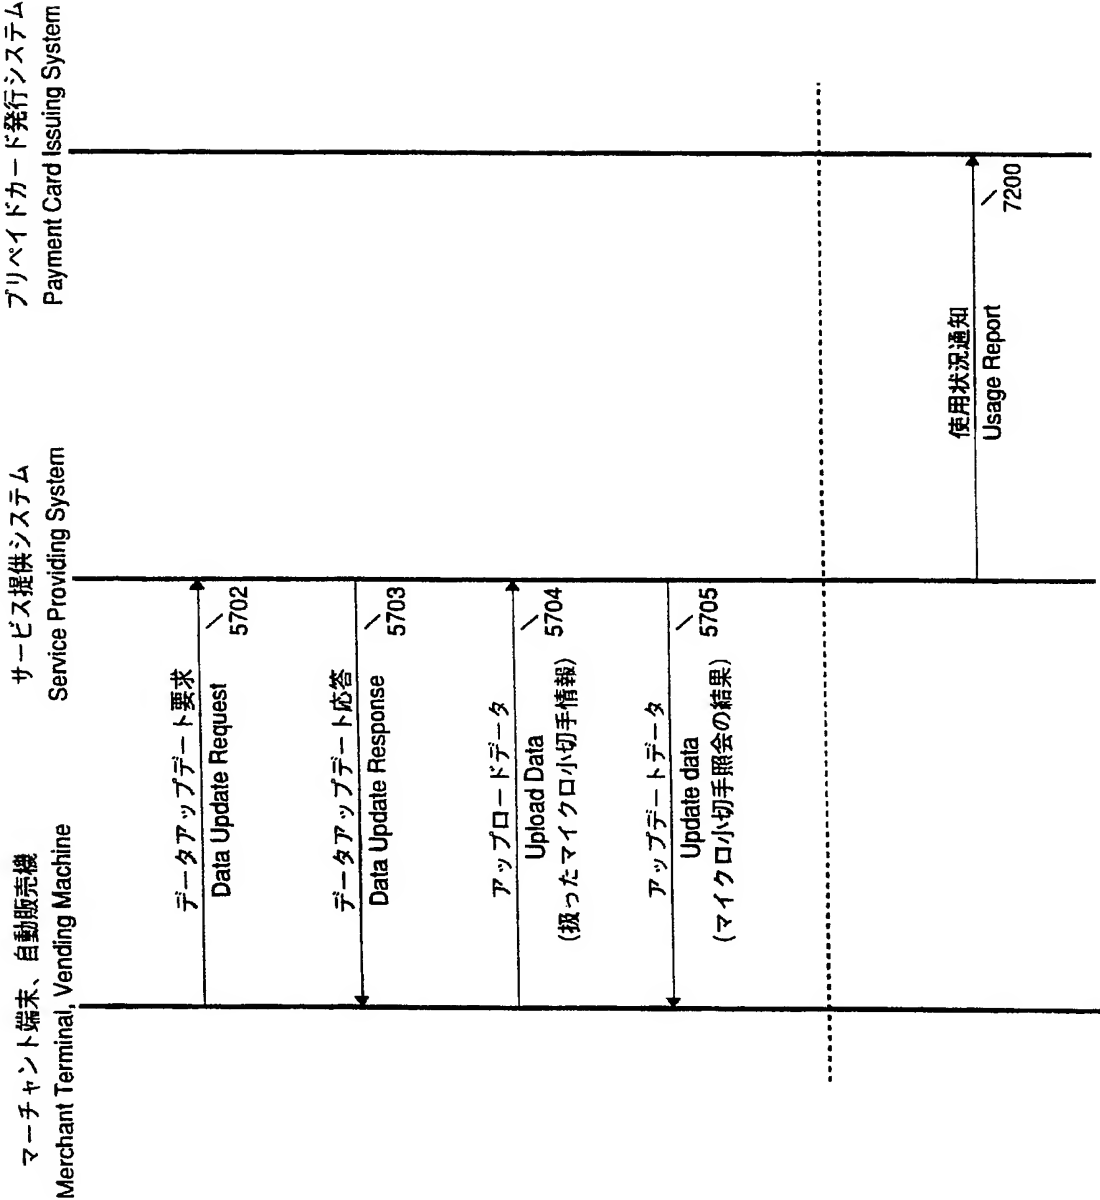 マーチャント端末、自動販売機
Merchant Terminal, Vending Machine
サービス提供システム
Service Providing System
プリペイドカード発行システム
Payment Card Issuing System
データアップデート要求
Data Update Request
5702
データアップデート応答
Data Update Response
5703
アップロードデータ
Upload Data
(扱ったマイクロ小切手情報)
5704
アップデートデータ
Update data
(マイクロ小切手照会の結果)
5705
使用状況通知
Usage Report
7200